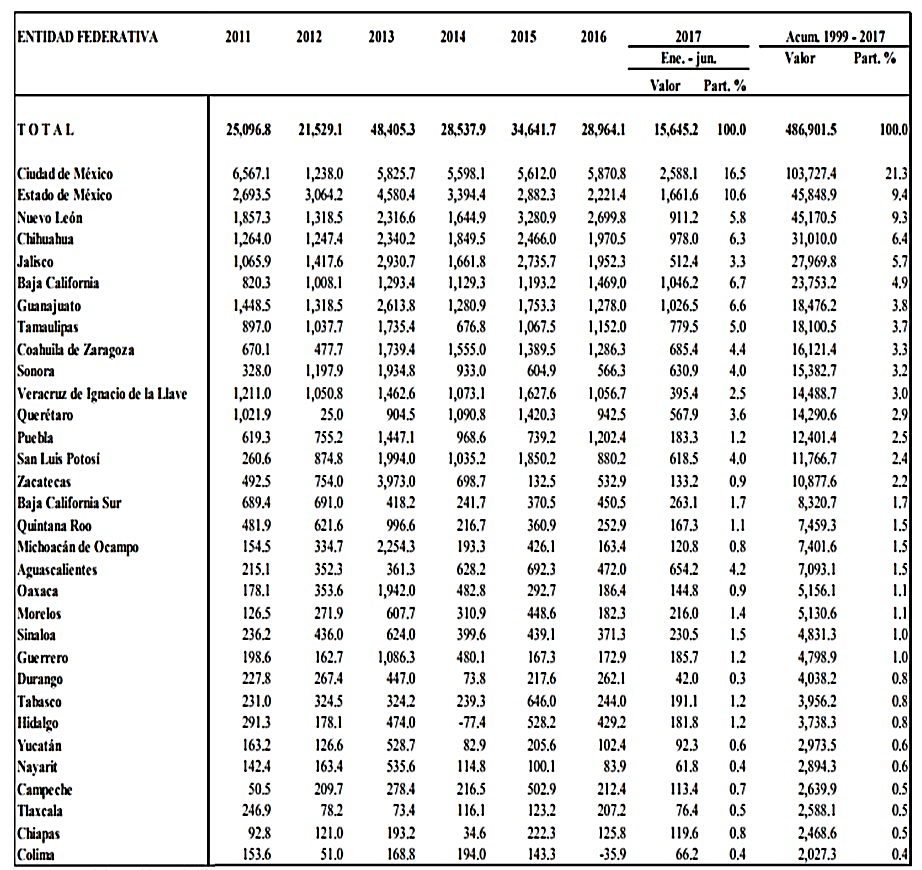 ENTIDAD FEDERATIVA 2011 2012 2013 2014 2015 2016 2017 Acum. 1999 - 2017
Ene. - jun. Valor Part. %
Valor Part. %
TOTAL 25,096.8 21,529.1 48,405.3 28,537.9 34,641.7 28,964.1 15,645.2 100.0 486,901.5 100.0
Ciudad de México 6,567.1 1,238.0 5,825.7 5,598.1 5,612.0 5,870.8 2,588.1 16.5 103,727.4 21.3
Estado de México 2,693.5 3,064.2 4,580.4 3,394.4 2,882.3 2,221.4 1,661.6 10.6 45,848.9 9.4
Nuevo León 1,857.3 1,318.5 2,316.6 1,644.9 3,280.9 2,699.8 911.2 5.8 45,170.5 9.3
Chihuahua 1,264.0 1,247.4 2,340.2 1,849.5 2,466.0 1,970.5 978.0 6.3 31,010.0 6.4
Jalisco 1,065.9 1,417.6 2,930.7 1,661.8 2,735.7 1,952.3 512.4 3.3 27,969.8 5.7
Baja California 820.3 1,008.1 1,293.4 1,129.3 1,193.2 1,469.0 1,046.2 6.7 23,753.2 4.9
Guanajuato 1,448.5 1,318.5 2,613.8 1,280.9 1,753.3 1,278.0 1,026.5 6.6 18,476.2 3.8
Tamaulipas 897.0 1,037.7 1,735.4 676.8 1,067.5 1,152.0 779.5 5.0 18,100.5 3.7
Coahuila de Zaragoza 670.1 477.7 1,739.4 1,555.0 1,389.5 1,286.3 685.4 4.4 16,121.4 3.3
Sonora 328.0 1,197.9 1,934.8 933.0 604.9 566.3 630.9 4.0 15,382.7 3.2
Veracruz de Ignacio de la Llave 1,211.0 1,050.8 1,462.6 1,073.1 1,627.6 1,056.7 395.4 2.5 14,488.7 3.0
Querétaro 1,021.9 25.0 904.5 1,090.8 1,420.3 942.5 567.9 3.6 14,290.6 2.9
Puebla 619.3 755.2 1,447.1 968.6 739.2 1,202.4 183.3 1.2 12,401.4 2.5
San Luis Potosí 260.6 874.8 1,994.0 1,035.2 1,850.2 880.2 618.5 4.0 11,766.7 2.4
Zacatecas 492.5 754.0 3,973.0 698.7 132.5 532.9 133.2 0.9 10,877.6 2.2
Baja California Sur 689.4 691.0 418.2 241.7 370.5 450.5 263.1 1.7 8,320.7 1.7
Quintana Roo 481.9 621.6 996.6 216.7 360.9 252.9 167.3 1.1 7,459.3 1.5
Michoacán de Ocampo 154.5 334.7 2,254.3 193.3 426.1 163.4 120.8 0.8 7,401.6 1.5
Aguascalientes 215.1 352.3 361.3 628.2 692.3 472.0 654.2 4.2 7,093.1 1.5
Oaxaca 178.1 353.6 1,942.0 482.8 292.7 186.4 144.8 0.9 5,156.1 1.1
Morelos 126.5 271.9 607.7 310.9 448.6 182.3 216.0 1.4 5,130.6 1.1
Sinaloa 236.2 436.0 624.0 399.6 439.1 371.3 230.5 1.5 4,831.3 1.0
Guerrero 198.6 162.7 1,086.3 480.1 167.3 172.9 185.7 1.2 4,798.9 1.0
Durango 227.8 267.4 447.0 73.8 217.6 262.1 42.0 0.3 4,038.2 0.8
Tabasco 231.0 324.5 324.2 239.3 646.0 244.0 191.1 1.2 3,956.2 0.8
Hidalgo 291.3 178.1 474.0 -77.4 528.2 429.2 181.8 1.2 3,738.3 0.8
Yucatán 163.2 126.6 528.7 82.9 205.6 102.4 92.3 0.6 2,973.5 0.6
Nayarit 142.4 163.4 535.6 114.8 100.1 83.9 61.8 0.4 2,894.3 0.6
Campeche 50.5 209.7 278.4 216.5 502.9 212.4 113.4 0.7 2,639.9 0.5
Tlaxcala 246.9 78.2 73.4 116.1 123.2 207.2 76.4 0.5 2,588.1 0.5
Chiapas 92.8 121.0 193.2 34.6 222.3 125.8 119.6 0.8 2,468.6 0.5
Colima 153.6 51.0 168.8 194.0 143.3 -35.9 66.2 0.4 2,027.3 0.4